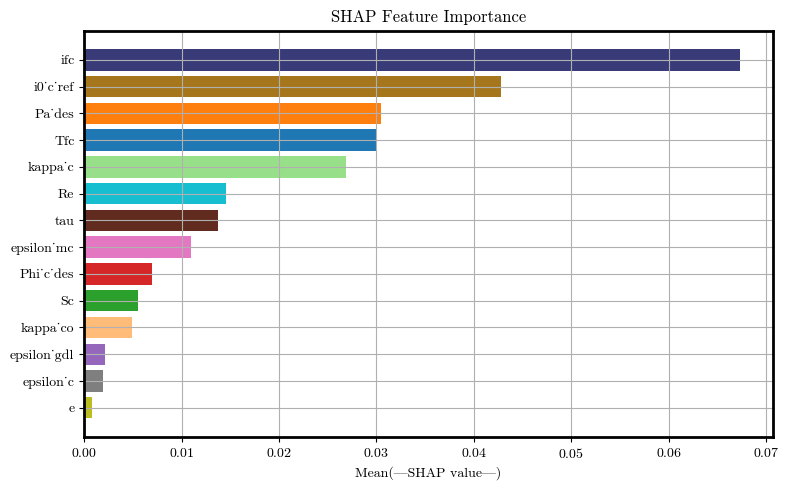 SHAP Feature Importance
ifc
i0˙c˙ref
Pa˙des
Tfc
kappa˙c
Re
tau
epsilon˙mc
Phi˙c˙des
Sc
kappa˙co
epsilon˙gdl
epsilon˙c
e
0.00 0.01 0.02 0.03 0.04 0.05 0.06 0.07
Mean(—SHAP value—)